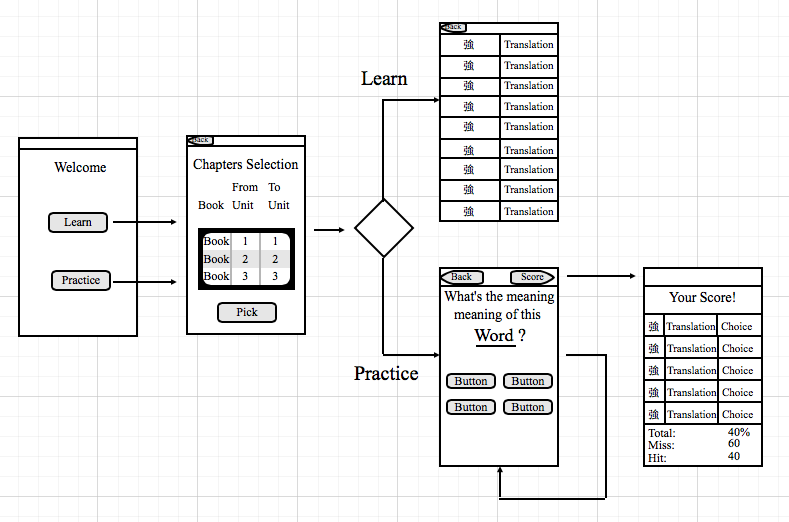 Welcome
Learn
Practice
Back
Chapters Selection
From To
Book Unit Unit
Book 1 1
Book 2 2
Book 3 3
Pick
Learn
Practice
Back
強 Translation
強 Translation
強 Translation
強 Translation
強 Translation
強 Translation
強 Translation
強 Translation
強 Translation
Back Score
What's the meaning
meaning of this
Word ?
Button Button
Button Button
Your Score!
強 Translation Choice
強 Translation Choice
強 Translation Choice
強 Translation Choice
強 Translation Choice
Total: 40%
Miss: 60
Hit: 40